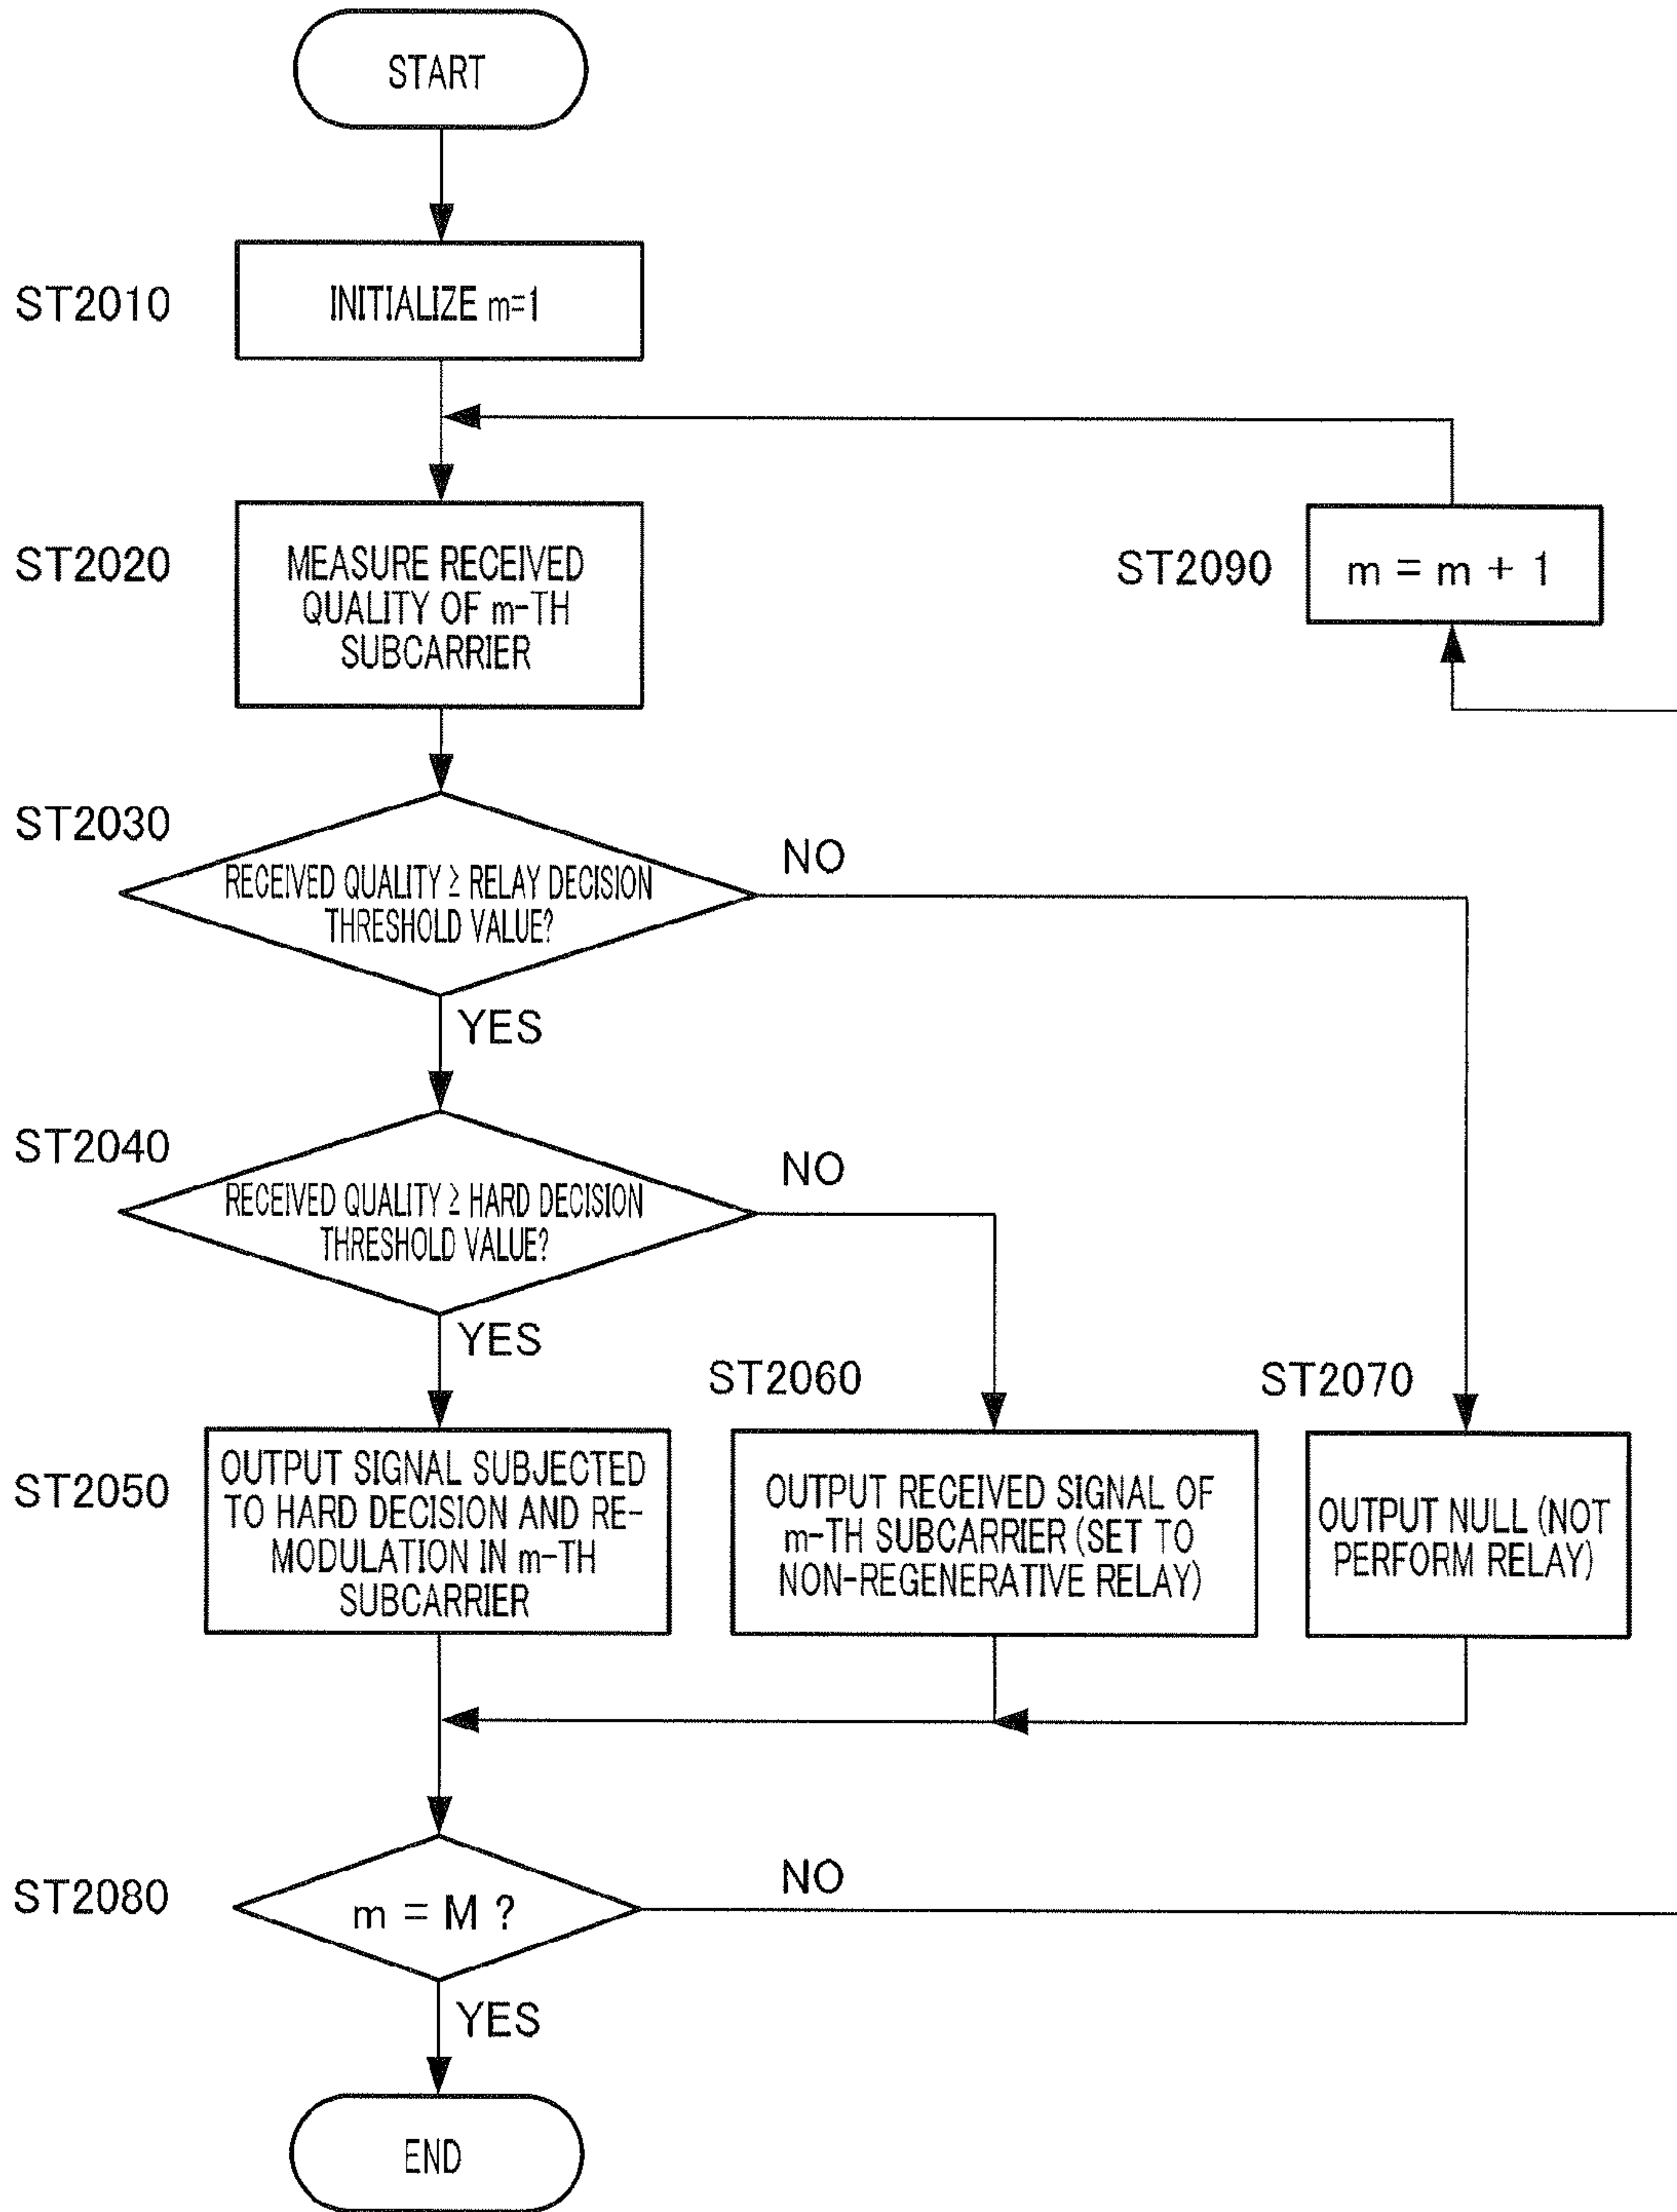 START
ST2010
INITIALIZE m=1
ST2020
MEASURE RECEIVED
QUALITY OF m-TH
SUBCARRIER
ST2090
m = m + 1
ST2030
RECEIVED QUALITY ≥ RELAY DECISION
THRESHOLD VALUE?
NO
YES
ST2040
RECEIVED QUALITY ≥ HARD DECISION
THRESHOLD VALUE?
NO
YES
ST2050
OUTPUT SIGNAL SUBJECTED
TO HARD DECISION AND RE-
MODULATION IN m-TH
SUBCARRIER
ST2060
OUTPUT RECEIVED SIGNAL OF
m-TH SUBCARRIER (SET TO
NON-REGENERATIVE RELAY)
ST2070
OUTPUT NULL (NOT
PERFORM RELAY)
ST2080
m = M ?
NO
YES
END